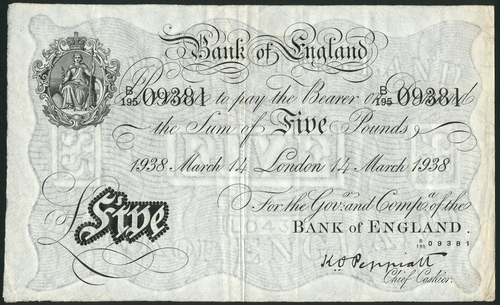 Bank of England
B/195 09381 B/195 09381
Promise to pay the Bearer on Demand
the Sum of Five Pounds
1938 March 14 London 14 March 1938
For the Govr. and Compa. of the
BANK of ENGLAND.
B/195 09381
£Five
K.O. Peppiatt
Chief Cashier.